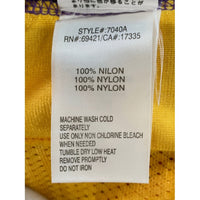 STYLE#:7040A
RN#:69421/CA#:17335
100% NILON
100% NYLON
100% NYLON
MACHINE WASH COLD
SEPARATELY
USE ONLY NON CHLORINE BLEACH
WHEN NEEDED
TUMBLE DRY LOW HEAT
REMOVE PROMPTLY
DO NOT IRON